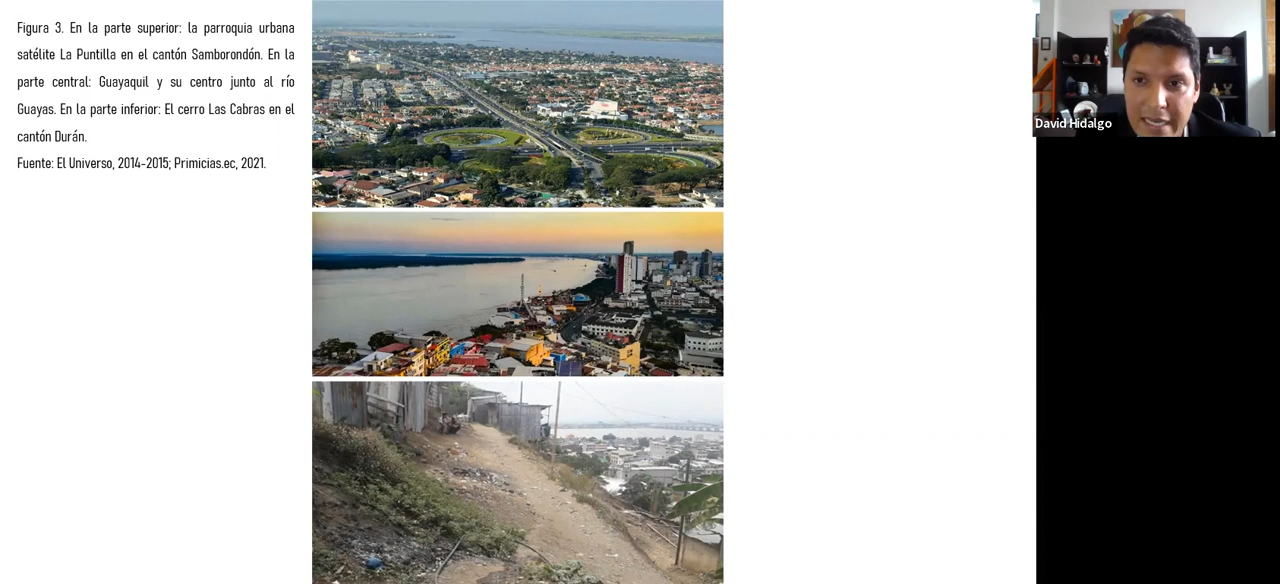 Figura 3. En la parte superior: la parroquia urbana
satélite La Puntilla en el cantón Samborondón. En la
parte central: Guayaquil y su centro junto al río
Guayas. En la parte inferior: El cerro Las Cabras en el
cantón Durán.
Fuente: El Universo, 2014-2015; Primicias.ec, 2021.
David Hidalgo